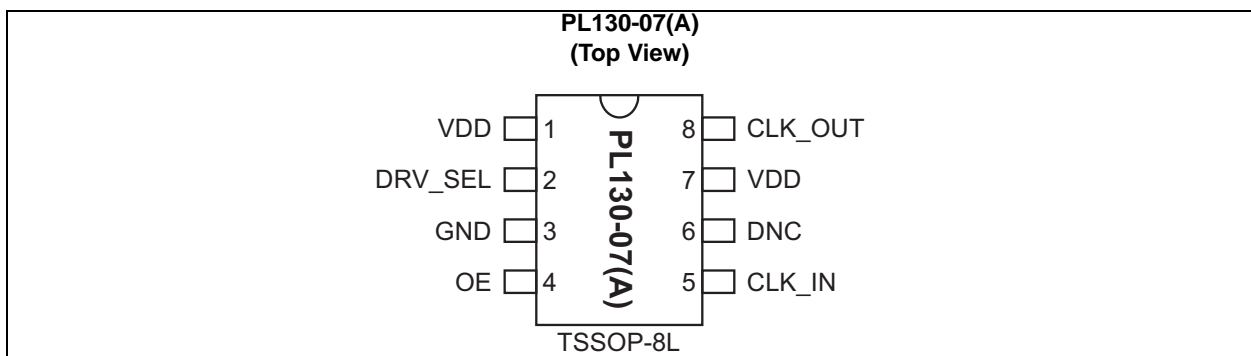 PL130-07(A)
(Top View)
VDD 1
DRV_SEL 2
GND 3
OE 4
PL130-07(A)
8 CLK_OUT
7 VDD
6 DNC
5 CLK_IN
TSSOP-8L